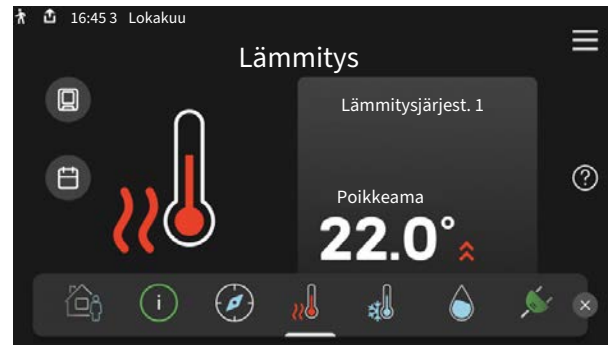 16:45 3 Lokakuu
Lämmitys
Lämmitysjärjest. 1
Poikkeama
22.0°